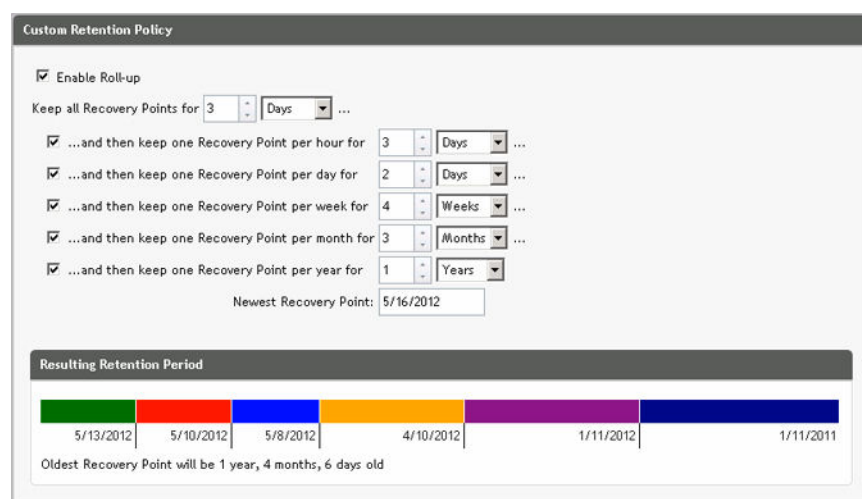 Custom Retention Policy
Enable Roll-up
Keep all Recovery Points for 3 Days ...
...and then keep one Recovery Point per hour for 3 Days ...
...and then keep one Recovery Point per day for 2 Days ...
...and then keep one Recovery Point per week for 4 Weeks ...
...and then keep one Recovery Point per month for 3 Months ...
...and then keep one Recovery Point per year for 1 Years
Newest Recovery Point: 5/16/2012
Resulting Retention Period
5/13/2012 5/10/2012 5/8/2012 4/10/2012 1/11/2012 1/11/2011
Oldest Recovery Point will be 1 year, 4 months, 6 days old